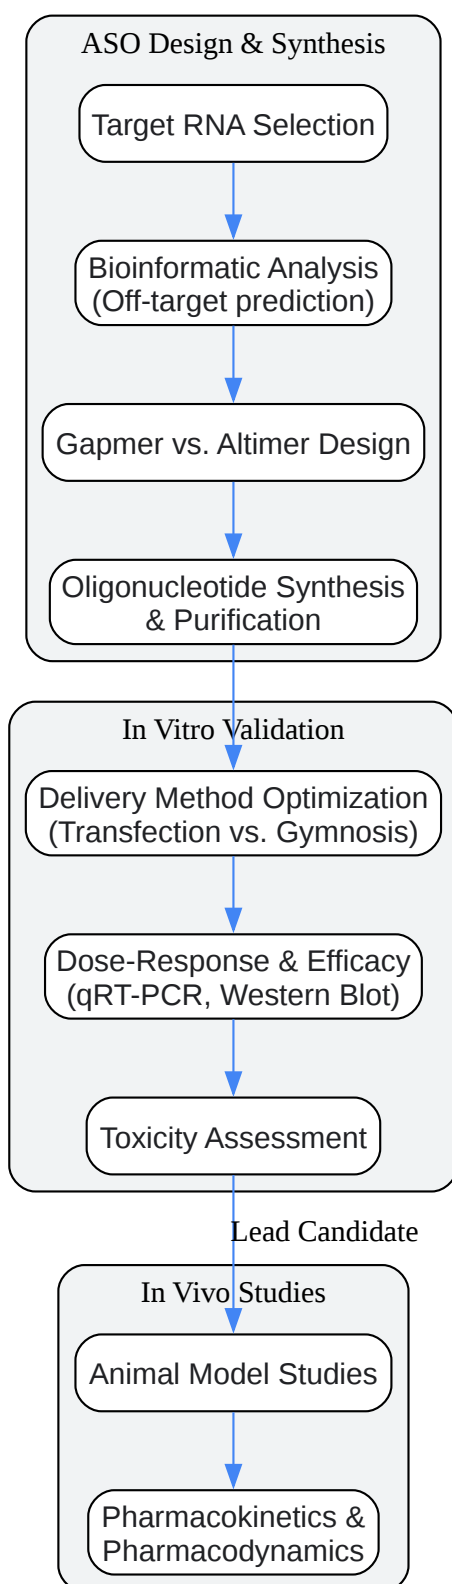 ASO Design & Synthesis
Target RNA Selection
Bioinformatic Analysis
(Off-target prediction)
Gapmer vs. Altimer Design
Oligonucleotide Synthesis
& Purification
In Vitro Validation
Delivery Method Optimization
(Transfection vs. Gymnosis)
Dose-Response & Efficacy
(qRT-PCR, Western Blot)
Toxicity Assessment
Lead Candidate
In Vivo Studies
Animal Model Studies
Pharmacokinetics &
Pharmacodynamics